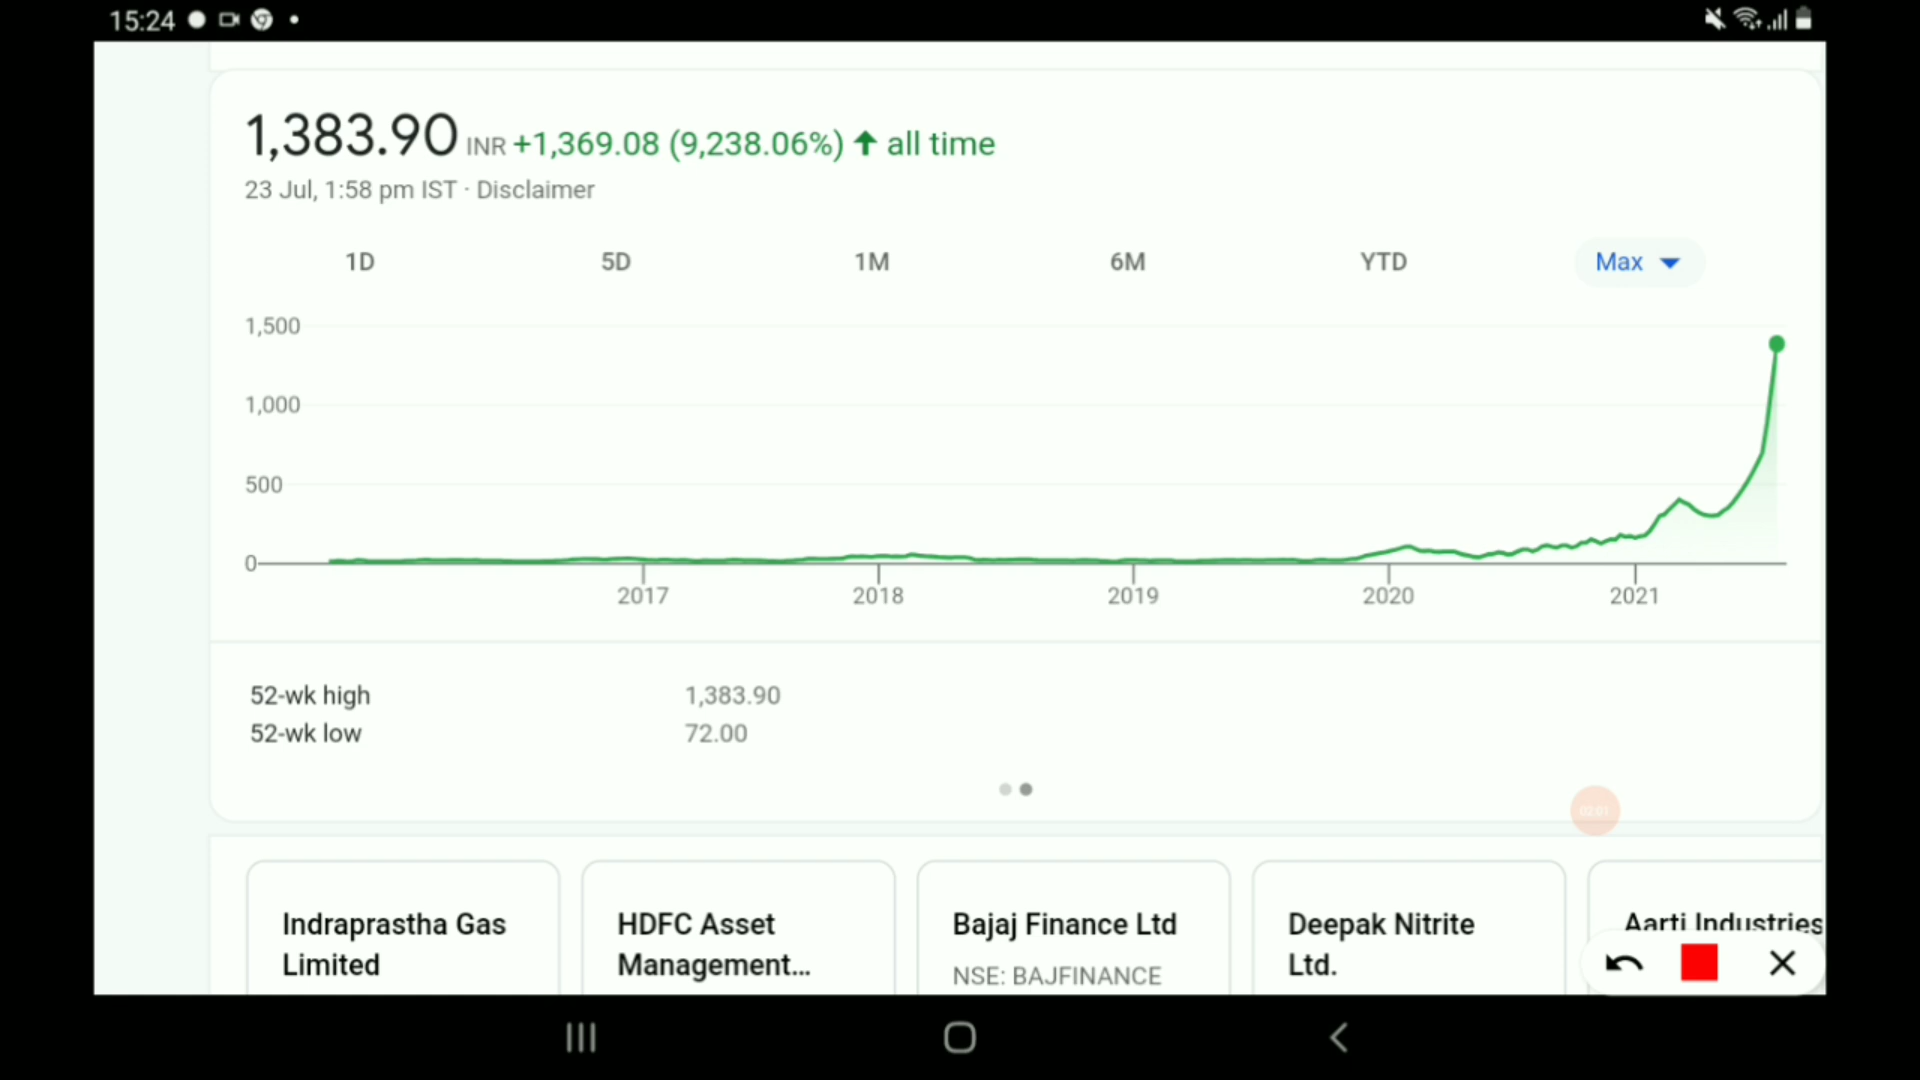 15:24
1,383.90 INR +1,369.08 (9,238.06%) ↑ all time
23 Jul, 1:58 pm IST · Disclaimer
1D 5D 1M 6M YTD Max
1,500
1,000
500
0
2017 2018 2019 2020 2021
52-wk high 1,383.90
52-wk low 72.00
02:01
Indraprastha Gas
Limited
HDFC Asset
Management...
Bajaj Finance Ltd
NSE: BAJFINANCE
Deepak Nitrite
Ltd.
Aarti Industries